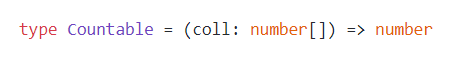 type Countable = (coll: number[]) => number